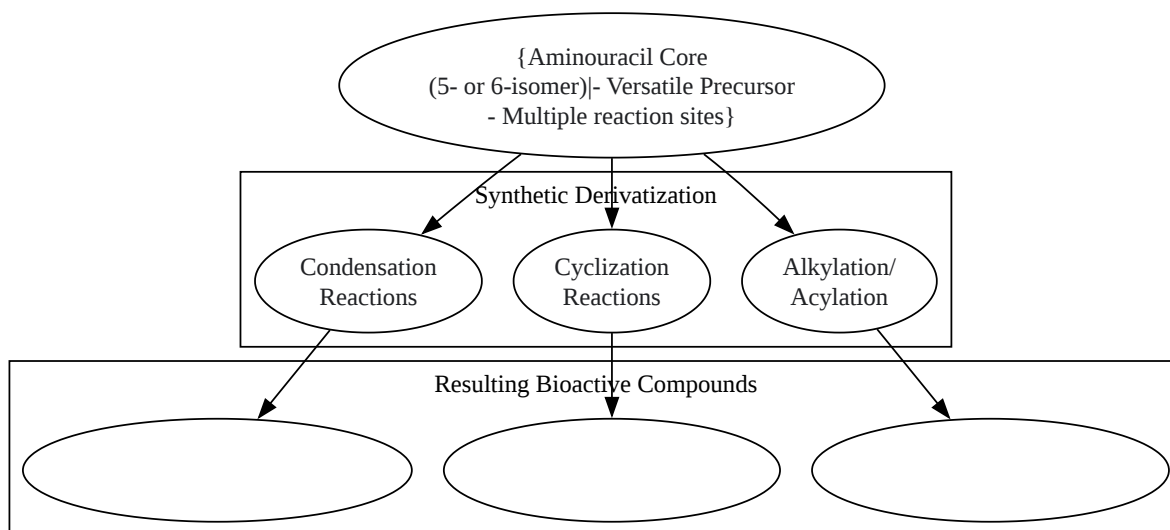 {Aminouracil Core
(5- or 6-isomer)|- Versatile Precursor
- Multiple reaction sites}
Synthetic Derivatization
Condensation
Reactions
Cyclization
Reactions
Alkylation/
Acylation
Resulting Bioactive Compounds